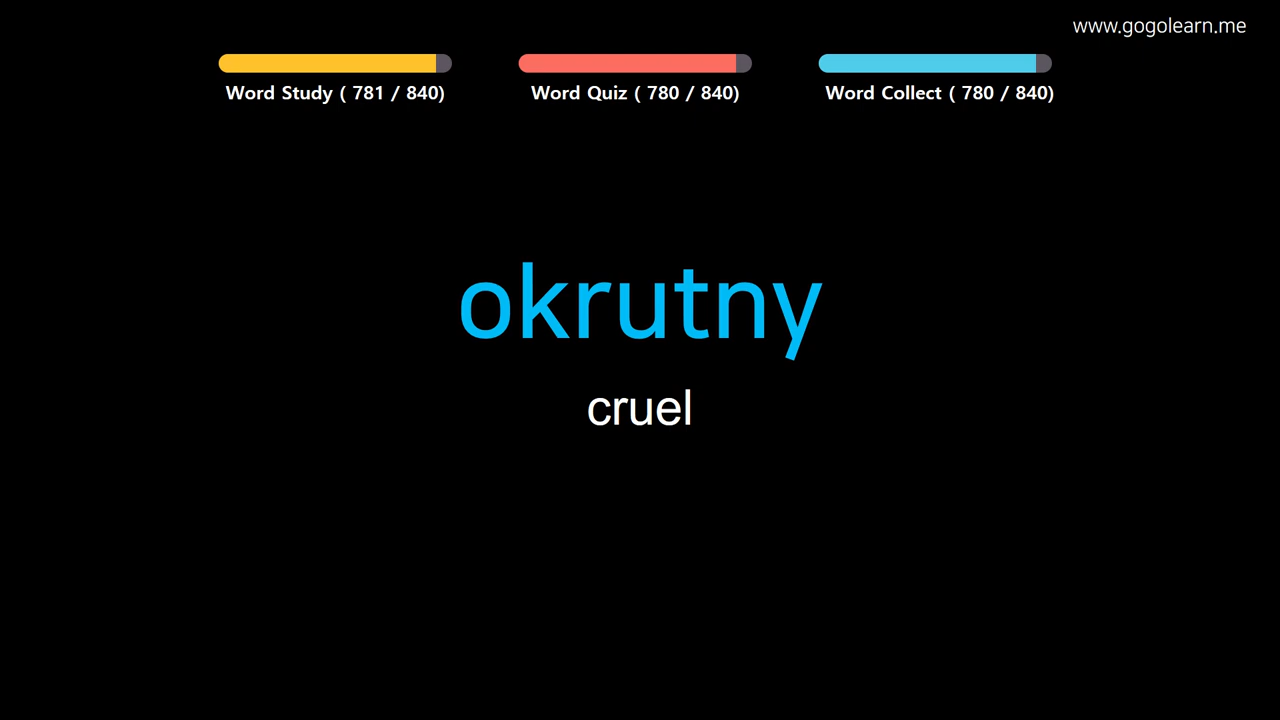 www.gogolearn.me
Word Study ( 781 / 840)
Word Quiz ( 780 / 840)
Word Collect ( 780 / 840)
okrutny
cruel